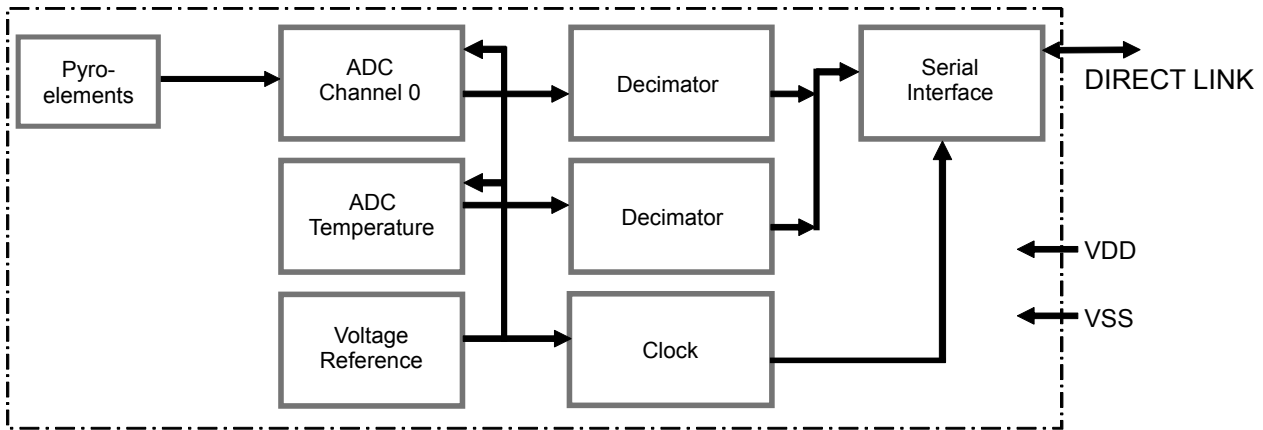 Pyro-
elements
ADC
Channel 0
Decimator
Serial
Interface
DIRECT LINK
ADC
Temperature
Decimator
VDD
VSS
Voltage
Reference
Clock